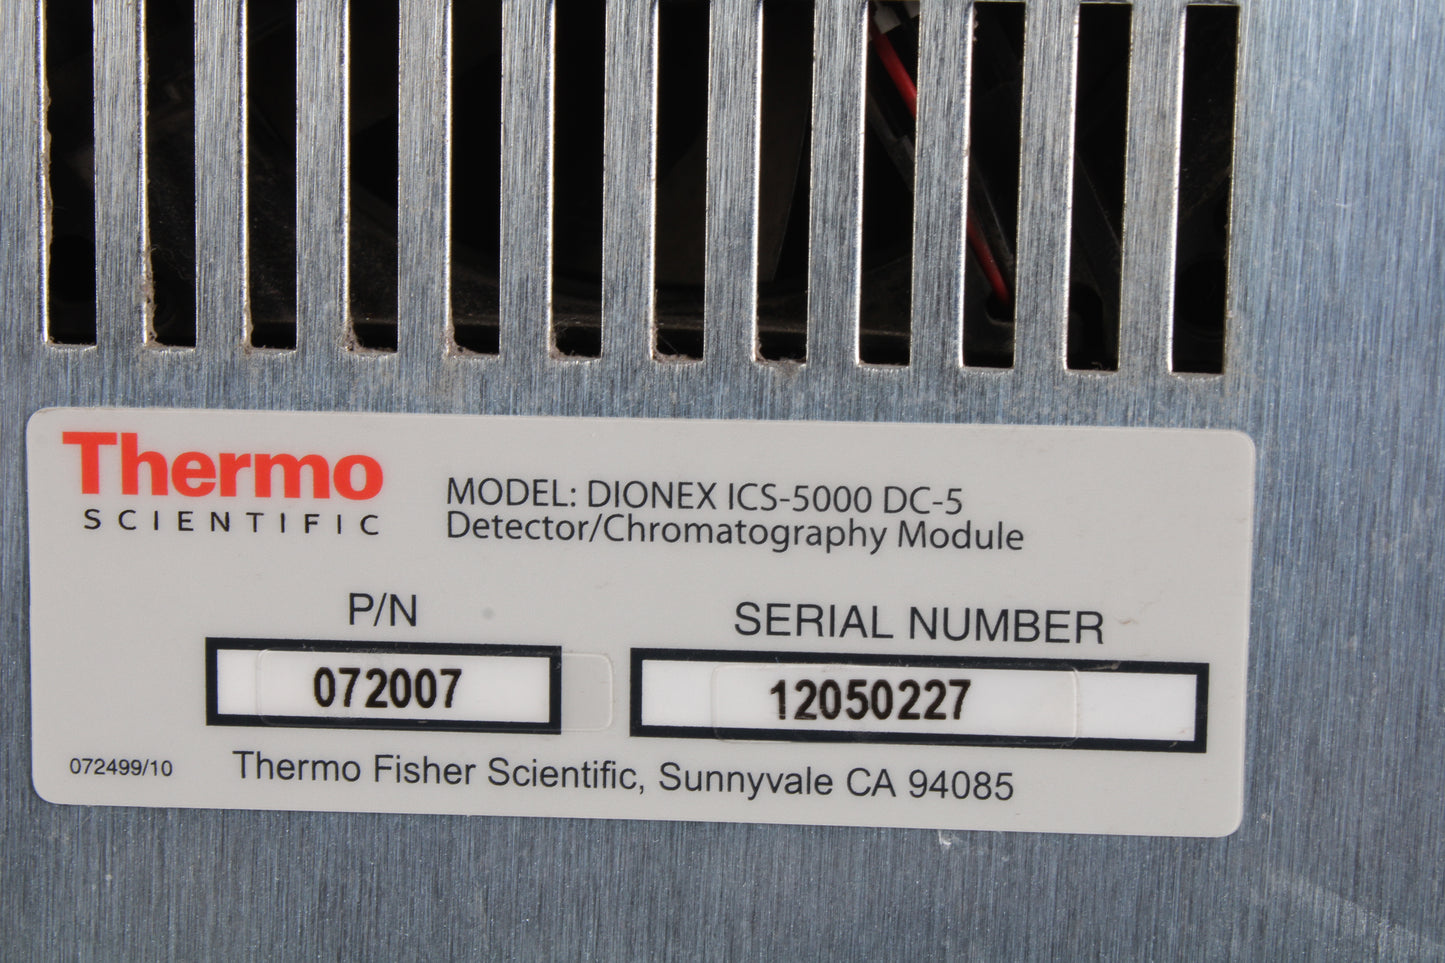 Thermo
SCIENTIFIC
MODEL: DIONEX ICS-5000 DC-5
Detector/Chromatography Module
P/N
072007
SERIAL NUMBER
12050227
072499/10
Thermo Fisher Scientific, Sunnyvale CA 94085